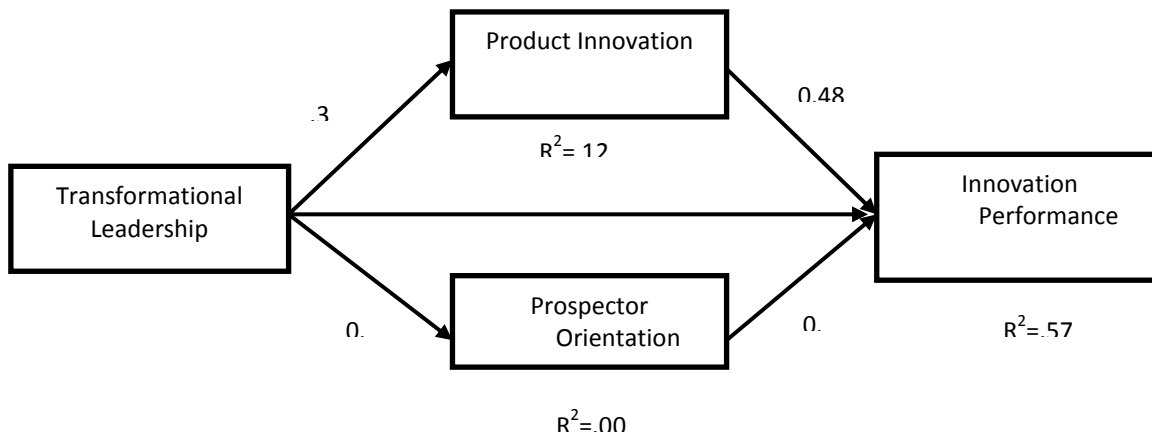 Product Innovation
.3
0.48
R²= 12
Transformational
Leadership
Innovation
Performance
Prospector
Orientation
0.
0.
R²=.57
R²=.00